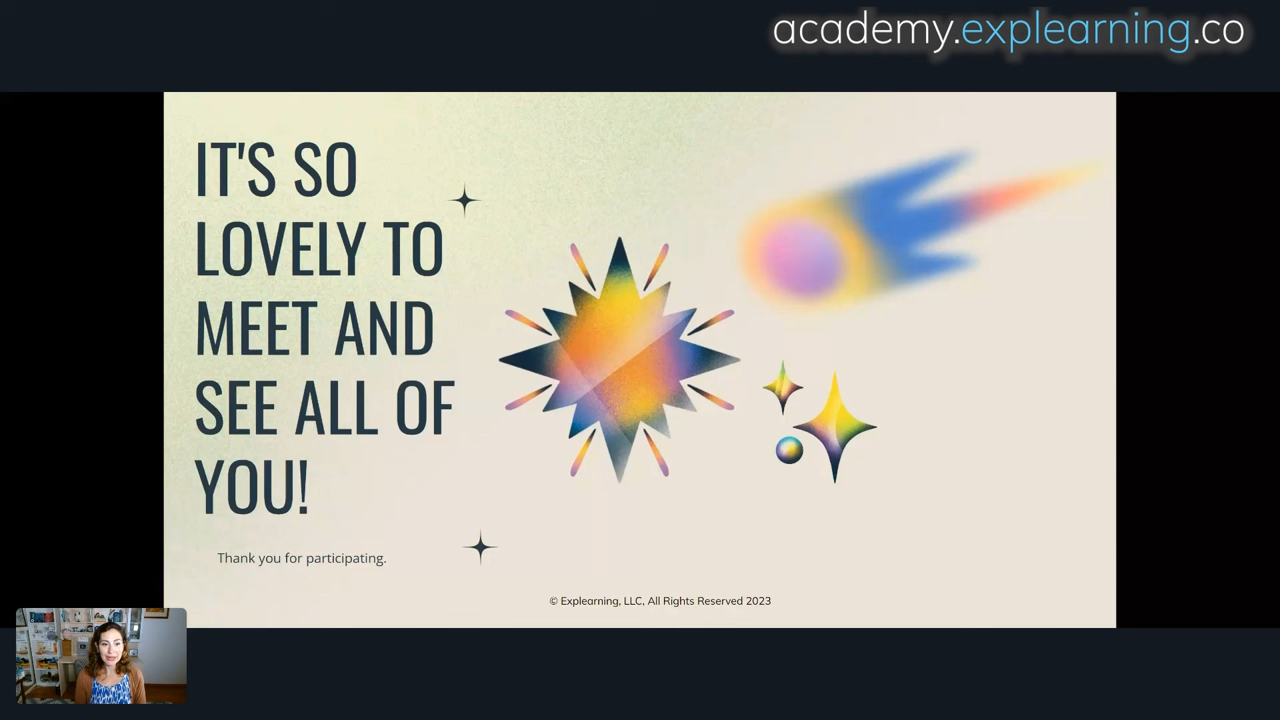 academy.explearning.co
IT'S SO
LOVELY TO
MEET AND
SEE ALL OF
YOU!
Thank you for participating.
© Explearning, LLC, All Rights Reserved 2023